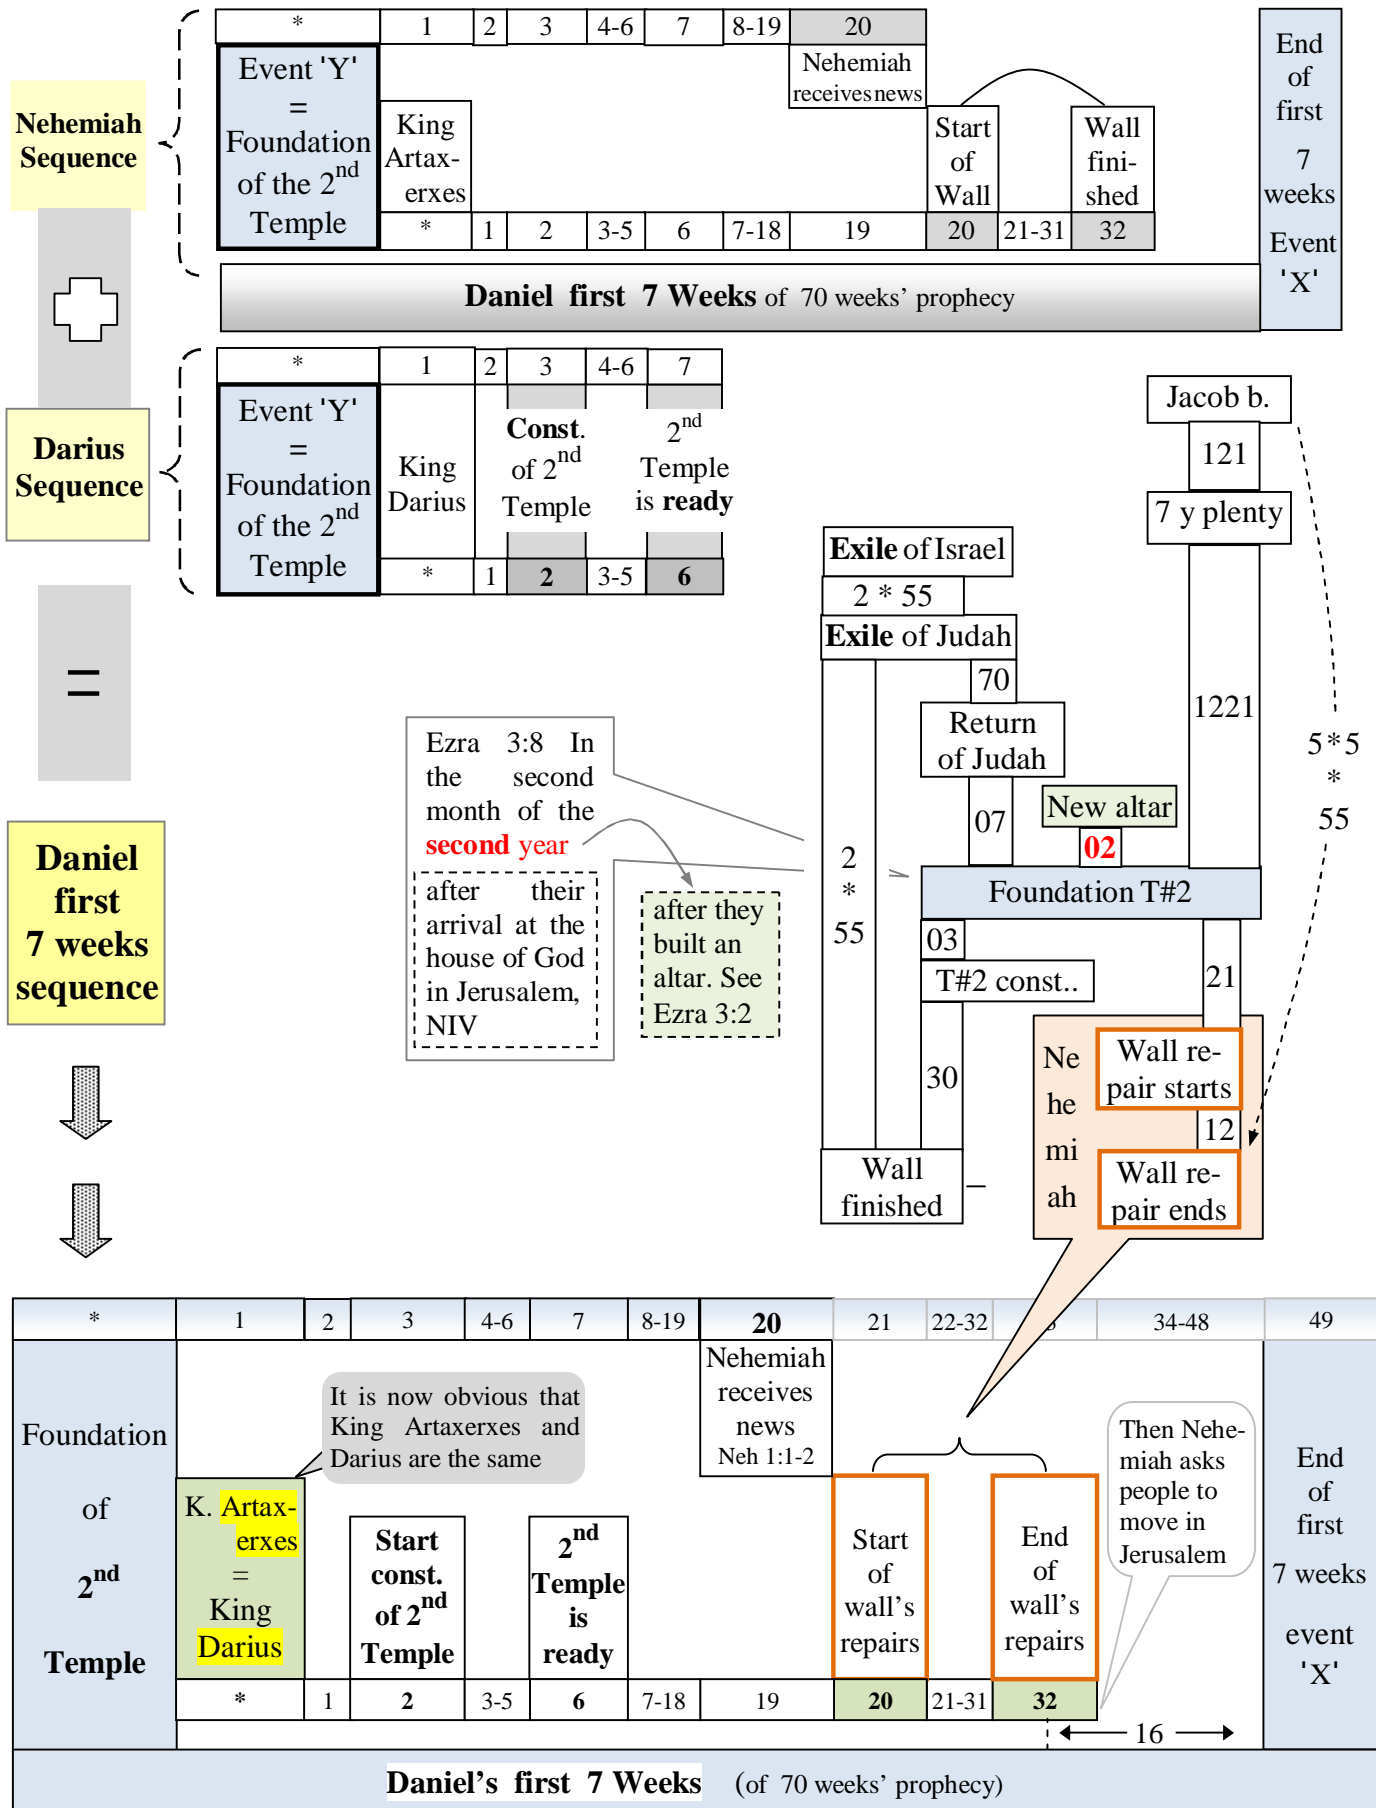 * 1 2 3 4-6 7 8-19 20
Event 'Y'
=
Foundation
of the 2nd
Temple
King
Artax-
erxes
Nehemiah
receives news
Start
of
Wall
Wall
fini-
shed
* 1 2 3-5 6 7-18 19 20 21-31 32
End
of
first
7
weeks
Event
'X'
Nehemiah
Sequence
Daniel first 7 Weeks of 70 weeks’ prophecy
* 1 2 3 4-6 7
Event 'Y'
=
Foundation
of the 2nd
Temple
King
Darius
Const.
of 2nd
Temple
2nd
Temple
is ready
* 1 2 3-5 6
Darius
Sequence
=
Daniel
first
7 weeks
sequence
Jacob b.
121
7 y plenty
1221
5*5
*
55
Exile of Israel
2 * 55
Exile of Judah
70
Return
of Judah
07
New altar
02
2
*
55
Foundation T#2
03
T#2 const..
30
21
Wall
finished
Ne
he
mi
ah
Wall re-
pair starts
12
Wall re-
pair ends
Ezra 3:8 In
the second
month of the
second year
after their
arrival at the
house of God
in Jerusalem,
NIV
after they
built an
altar. See
Ezra 3:2
* 1 2 3 4-6 7 8-19 20 21 22-32 34-48 49
Foundation
of
2nd
Temple
It is now obvious that
King Artaxerxes and
Darius are the same
K. Artax-
erxes
=
King
Darius
Start
const.
of 2nd
Temple
2nd
Temple
is
ready
Nehemiah
receives
news
Neh 1:1-2
Start
of
wall’s
repairs
End
of
wall’s
repairs
Then Nehe-
miah asks
people to
move in
Jerusalem
End
of
first
7 weeks
event
'X'
* 1 2 3-5 6 7-18 19 20 21-31 32
16
Daniel’s first 7 Weeks (of 70 weeks’ prophecy)